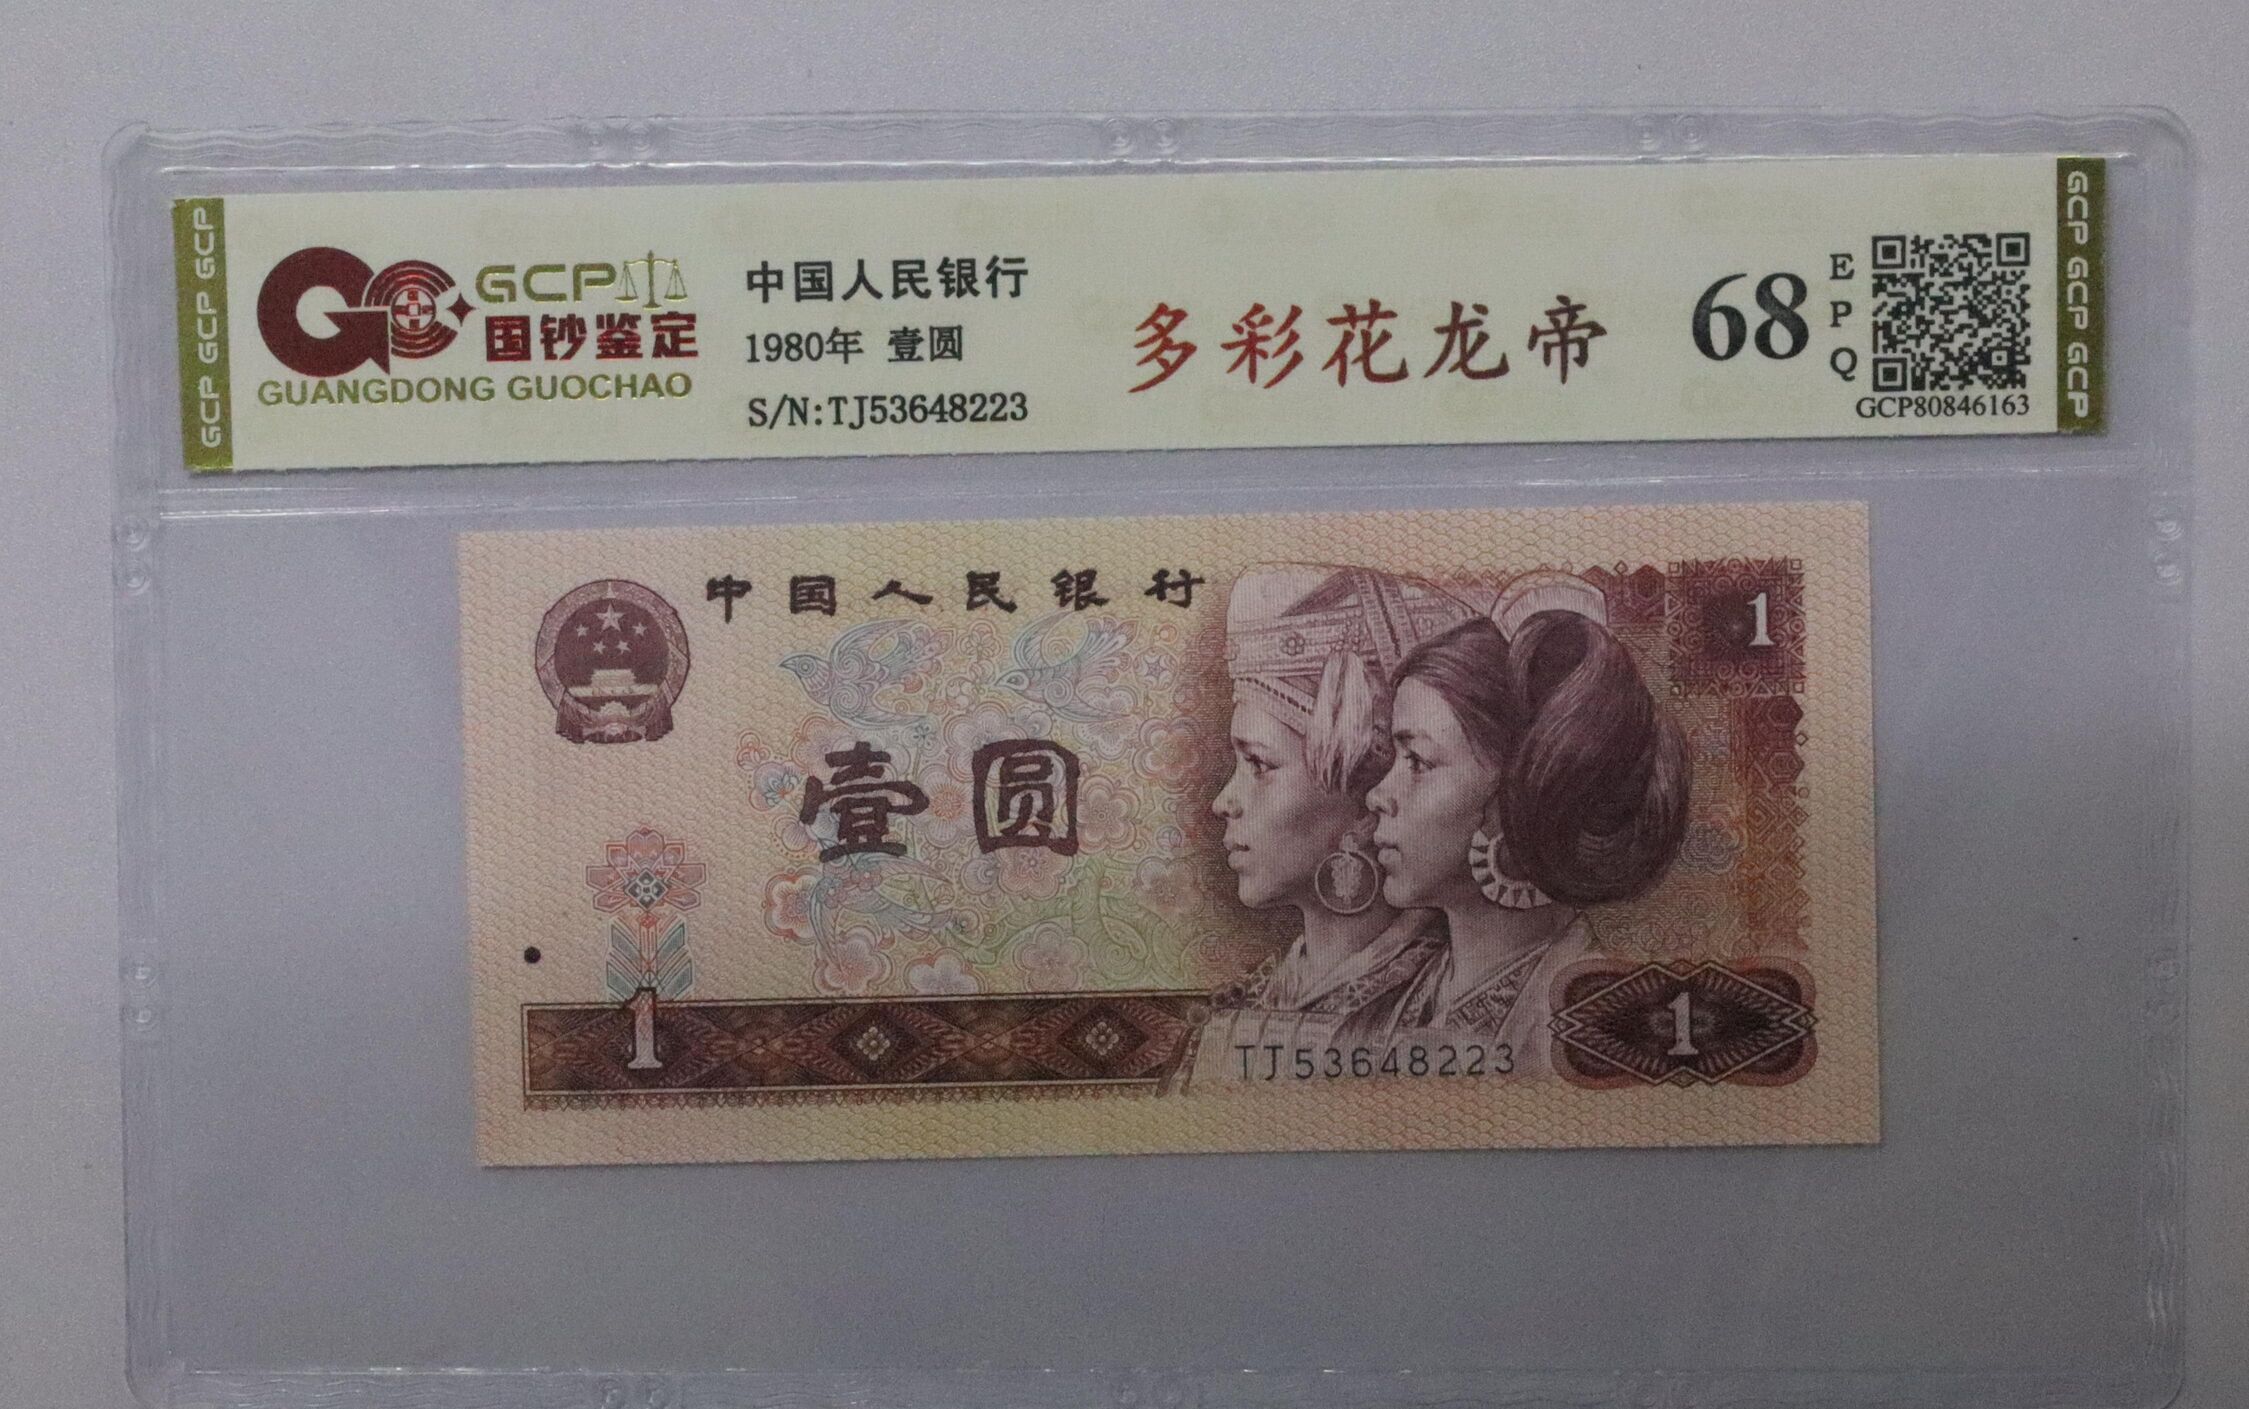 GCP GCP GCP
GCP
国钞鉴定
GUANGDONG GUOCHAO
中国人民银行
1980年 壹圆
S/N:TJ53648223
多彩花龙帝
68
EPQ
GCP80846163
GCP GCP GCP
中国人民银行
1
壹圆
1
TJ53648223
1